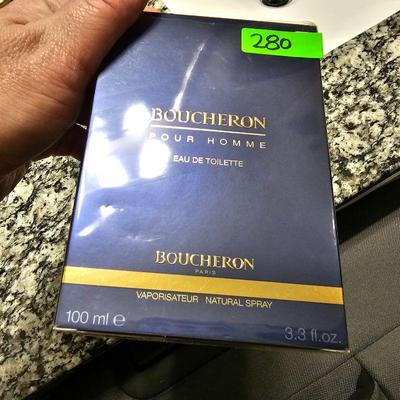 280
BOUCHERON
POUR HOMME
EAU DE TOILETTE
BOUCHERON
PARIS
VAPORISATEUR NATURAL SPRAY
100 ml e
3.3 fl.oz.